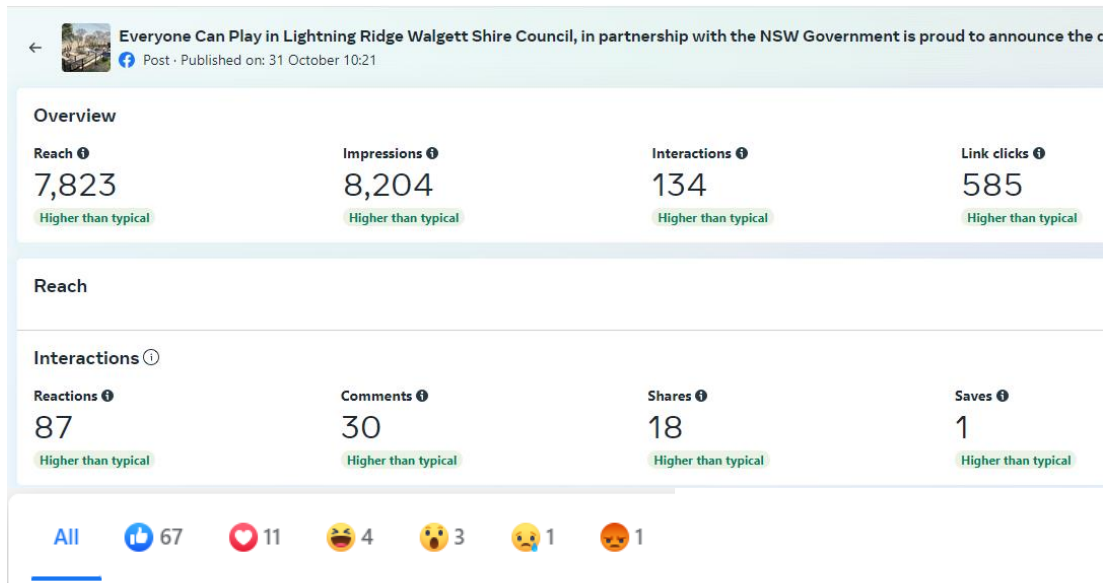 Everyone Can Play in Lightning Ridge Walgett Shire Council, in partnership with the NSW Government is proud to announce the
Post · Published on: 31 October 10:21
Overview
Reach Impressions Interactions Link clicks
7,823 8,204 134 585
Higher than typical Higher than typical Higher than typical Higher than typical
Reach
Interactions
Reactions Comments Shares Saves
87 30 18 1
Higher than typical Higher than typical Higher than typical Higher than typical
All 67 11 4 3 1 1